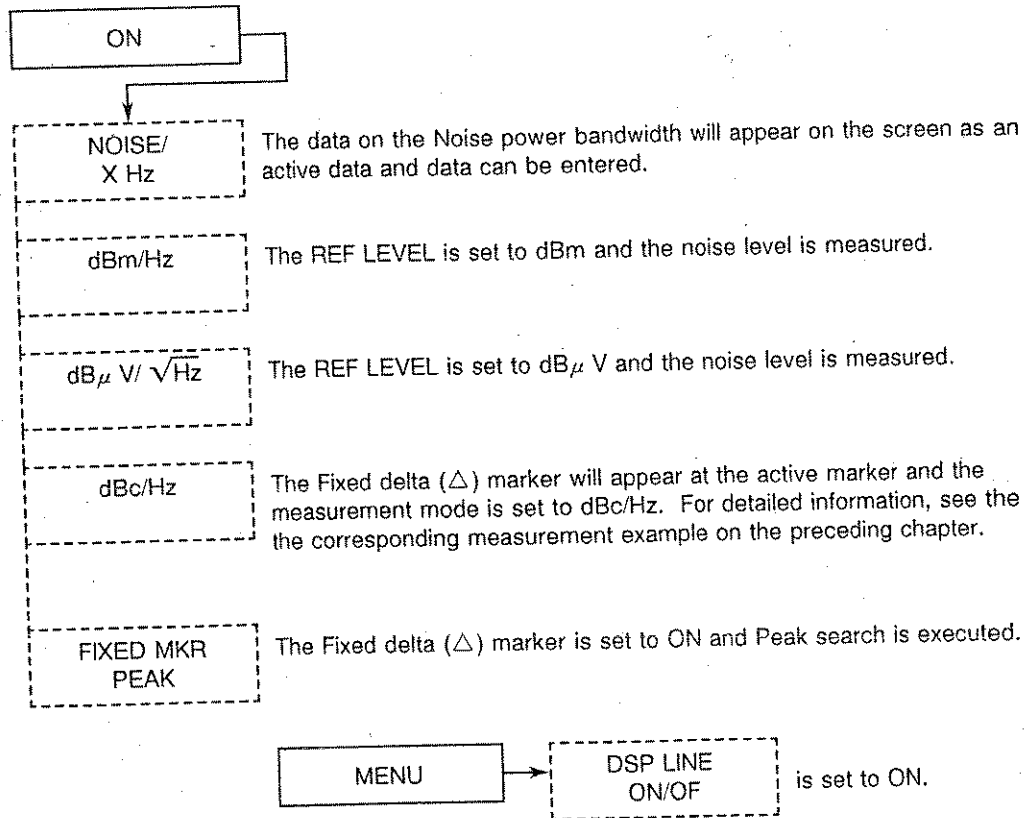 ON
NOISE/
X Hz
The data on the Noise power bandwidth will appear on the screen as an
active data and data can be entered.
dBm/Hz
The REF LEVEL is set to dBm and the noise level is measured.
dBμ V/ √Hz
The REF LEVEL is set to dBμ V and the noise level is measured.
dBc/Hz
The Fixed delta (△) marker will appear at the active marker and the
measurement mode is set to dBc/Hz. For detailed information, see the
the corresponding measurement example on the preceding chapter.
FIXED MKR
PEAK
The Fixed delta (△) marker is set to ON and Peak search is executed.
MENU
DSP LINE
ON/OF
is set to ON.